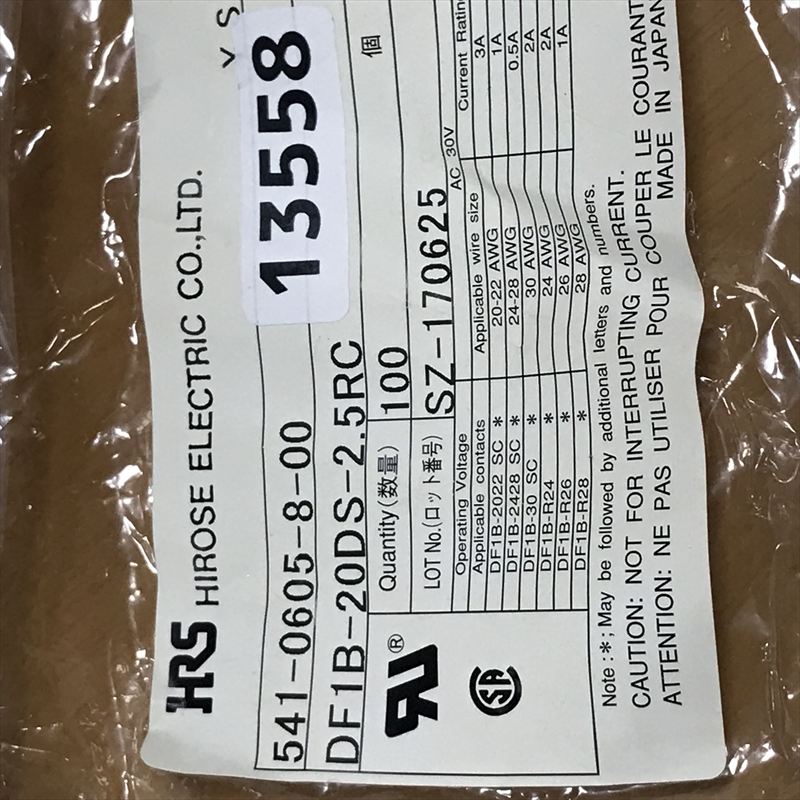 HRS HIROSE ELECTRIC CO.,LTD.
Y S
13558
541-0605-8-00
DF1B-20DS-2.5RC
Quantity (数量) 100 個
LOT No.(ロット番号) SZ-170625
Operating Voltage AC 30V
Applicable contacts Applicable wire size Current Rating
DF1B-2022 SC * 20-22 AWG 3A
DF1B-2428 SC * 24-28 AWG 1A
DF1B-30 SC * 30 AWG 0.5A
DF1B-R24 * 24 AWG 2A
DF1B-R26 * 26 AWG 2A
DF1B-R28 * 28 AWG 1A
RU ®
SA
Note :*; May be followed by additional letters and numbers.
CAUTION: NOT FOR INTERRUPTING CURRENT.
ATTENTION: NE PAS UTILISER POUR COUPER LE COURANT
MADE IN JAPAN